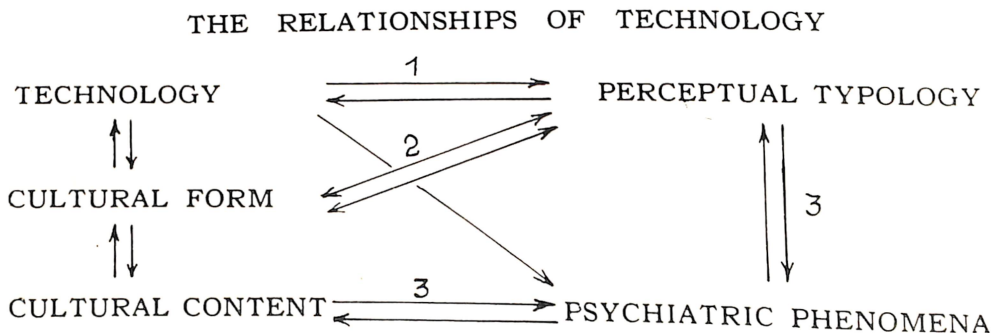 THE RELATIONSHIPS OF TECHNOLOGY
1
TECHNOLOGY PERCEPTUAL TYPOLOGY
2
CULTURAL FORM
3
3
CULTURAL CONTENT PSYCHIATRIC PHENOMENA